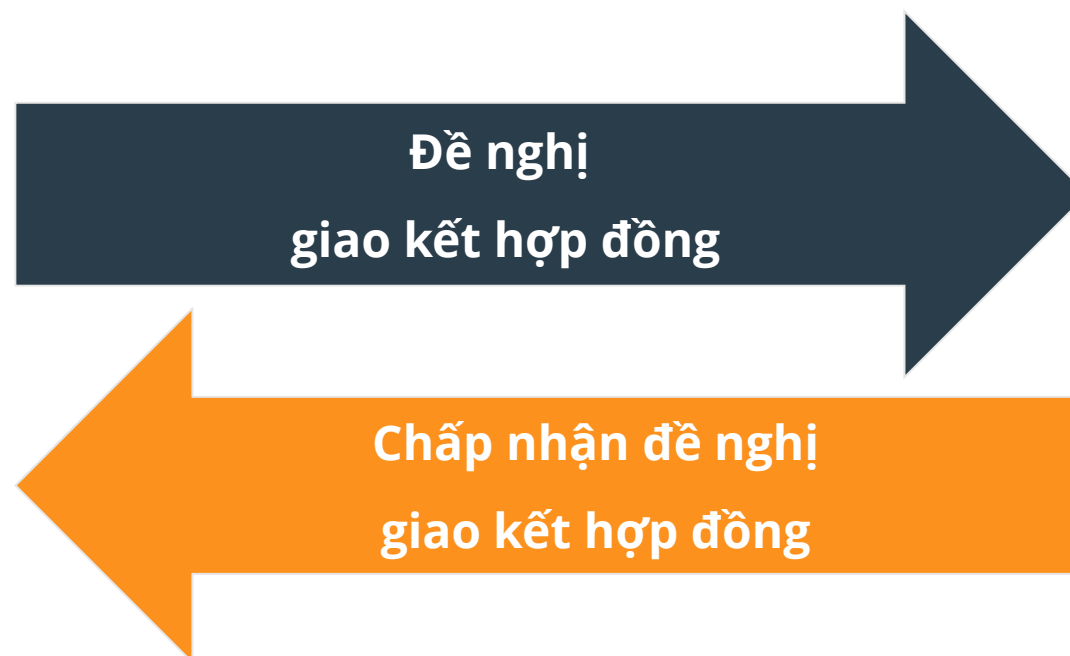 Đề nghị
giao kết hợp đồng
Chấp nhận đề nghị
giao kết hợp đồng